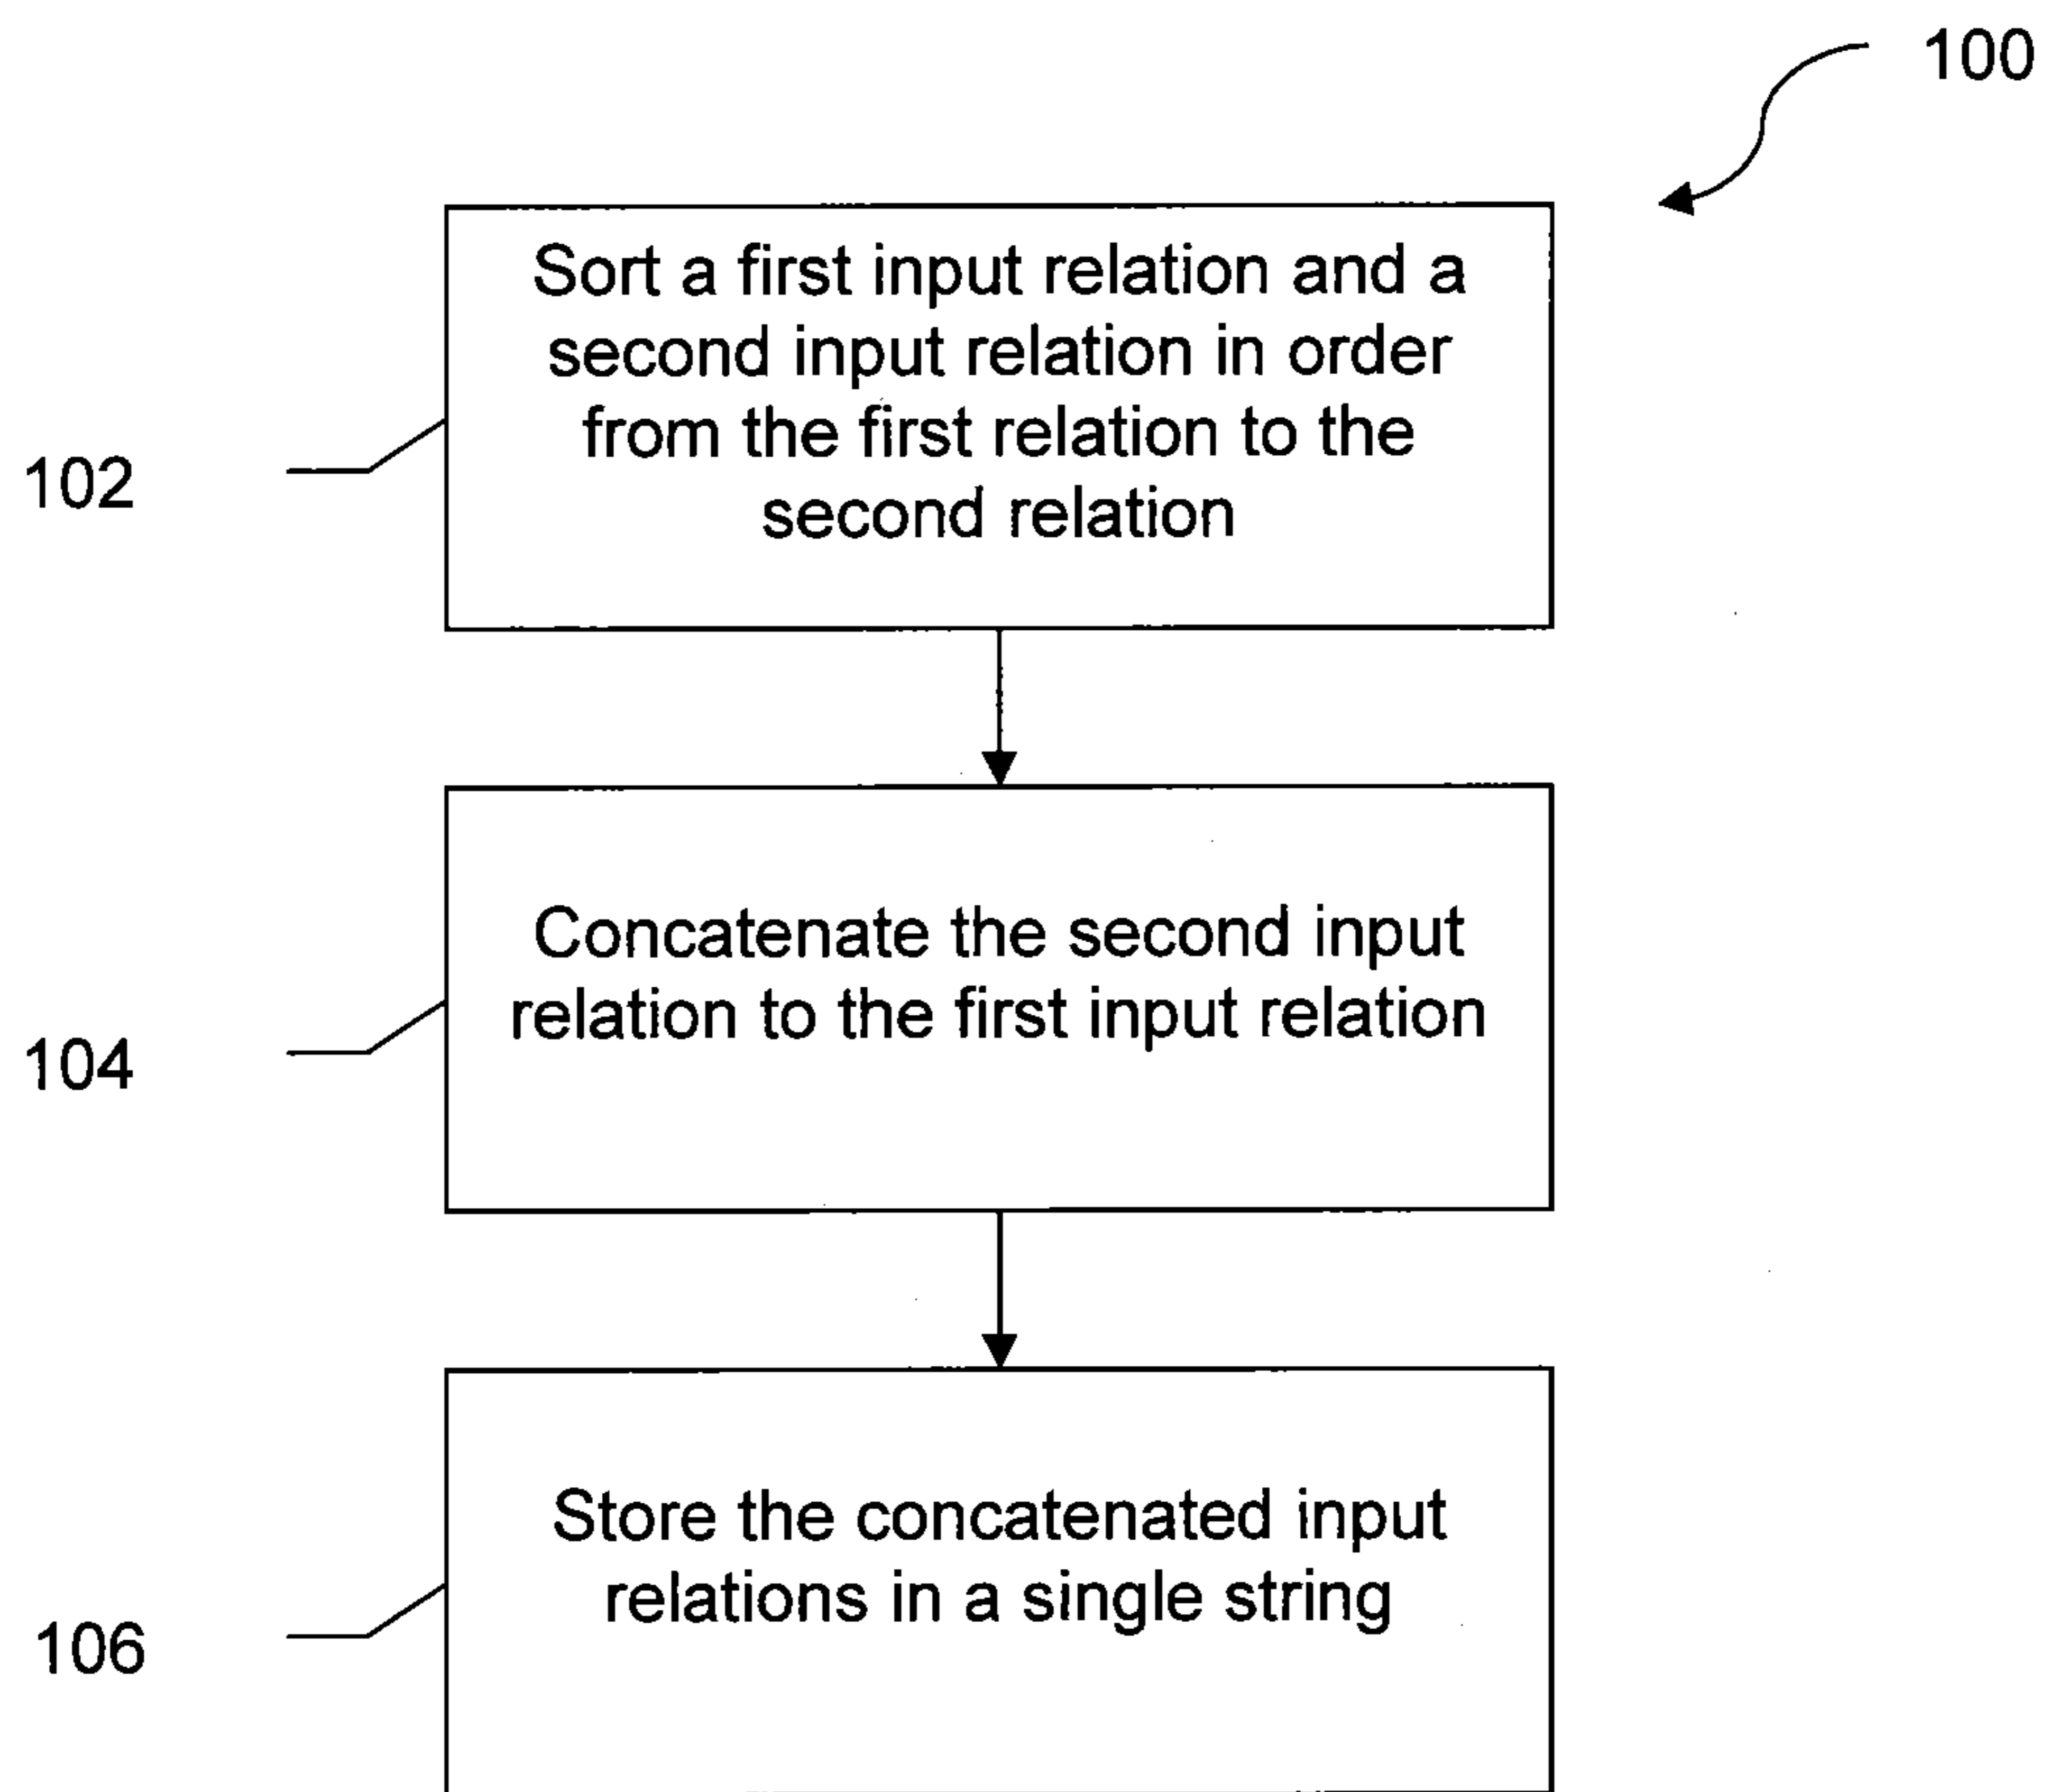 100
Sort a first input relation and a
second input relation in order
from the first relation to the
second relation
102
Concatenate the second input
relation to the first input relation
104
Store the concatenated input
relations in a single string
106